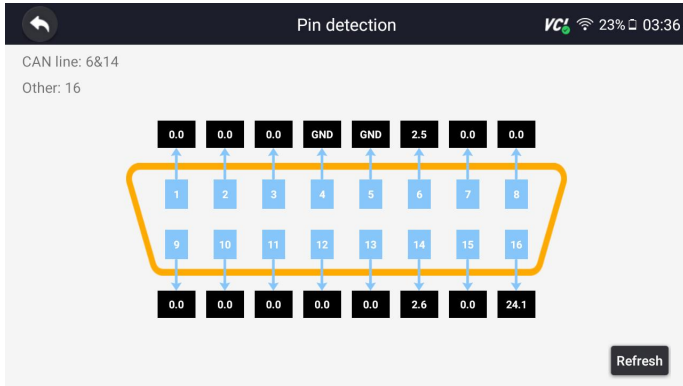 Pin detection VCI 23% 03:36
CAN line: 6&14
Other: 16
0.0 0.0 0.0 GND GND 2.5 0.0 0.0
1 2 3 4 5 6 7 8
9 10 11 12 13 14 15 16
0.0 0.0 0.0 0.0 0.0 2.6 0.0 24.1
Refresh